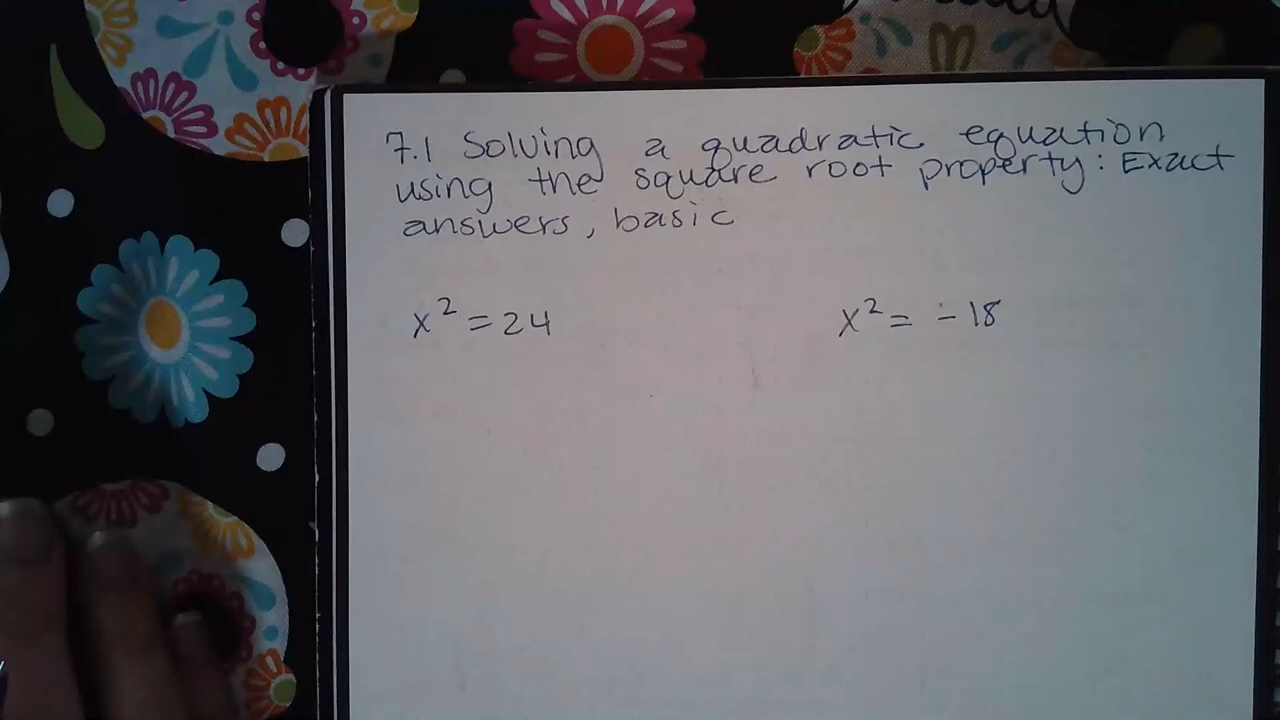 7.1 Solving a quadratic equation
using the square root property: Exact
answers, basic
x² = 24
x² = -18